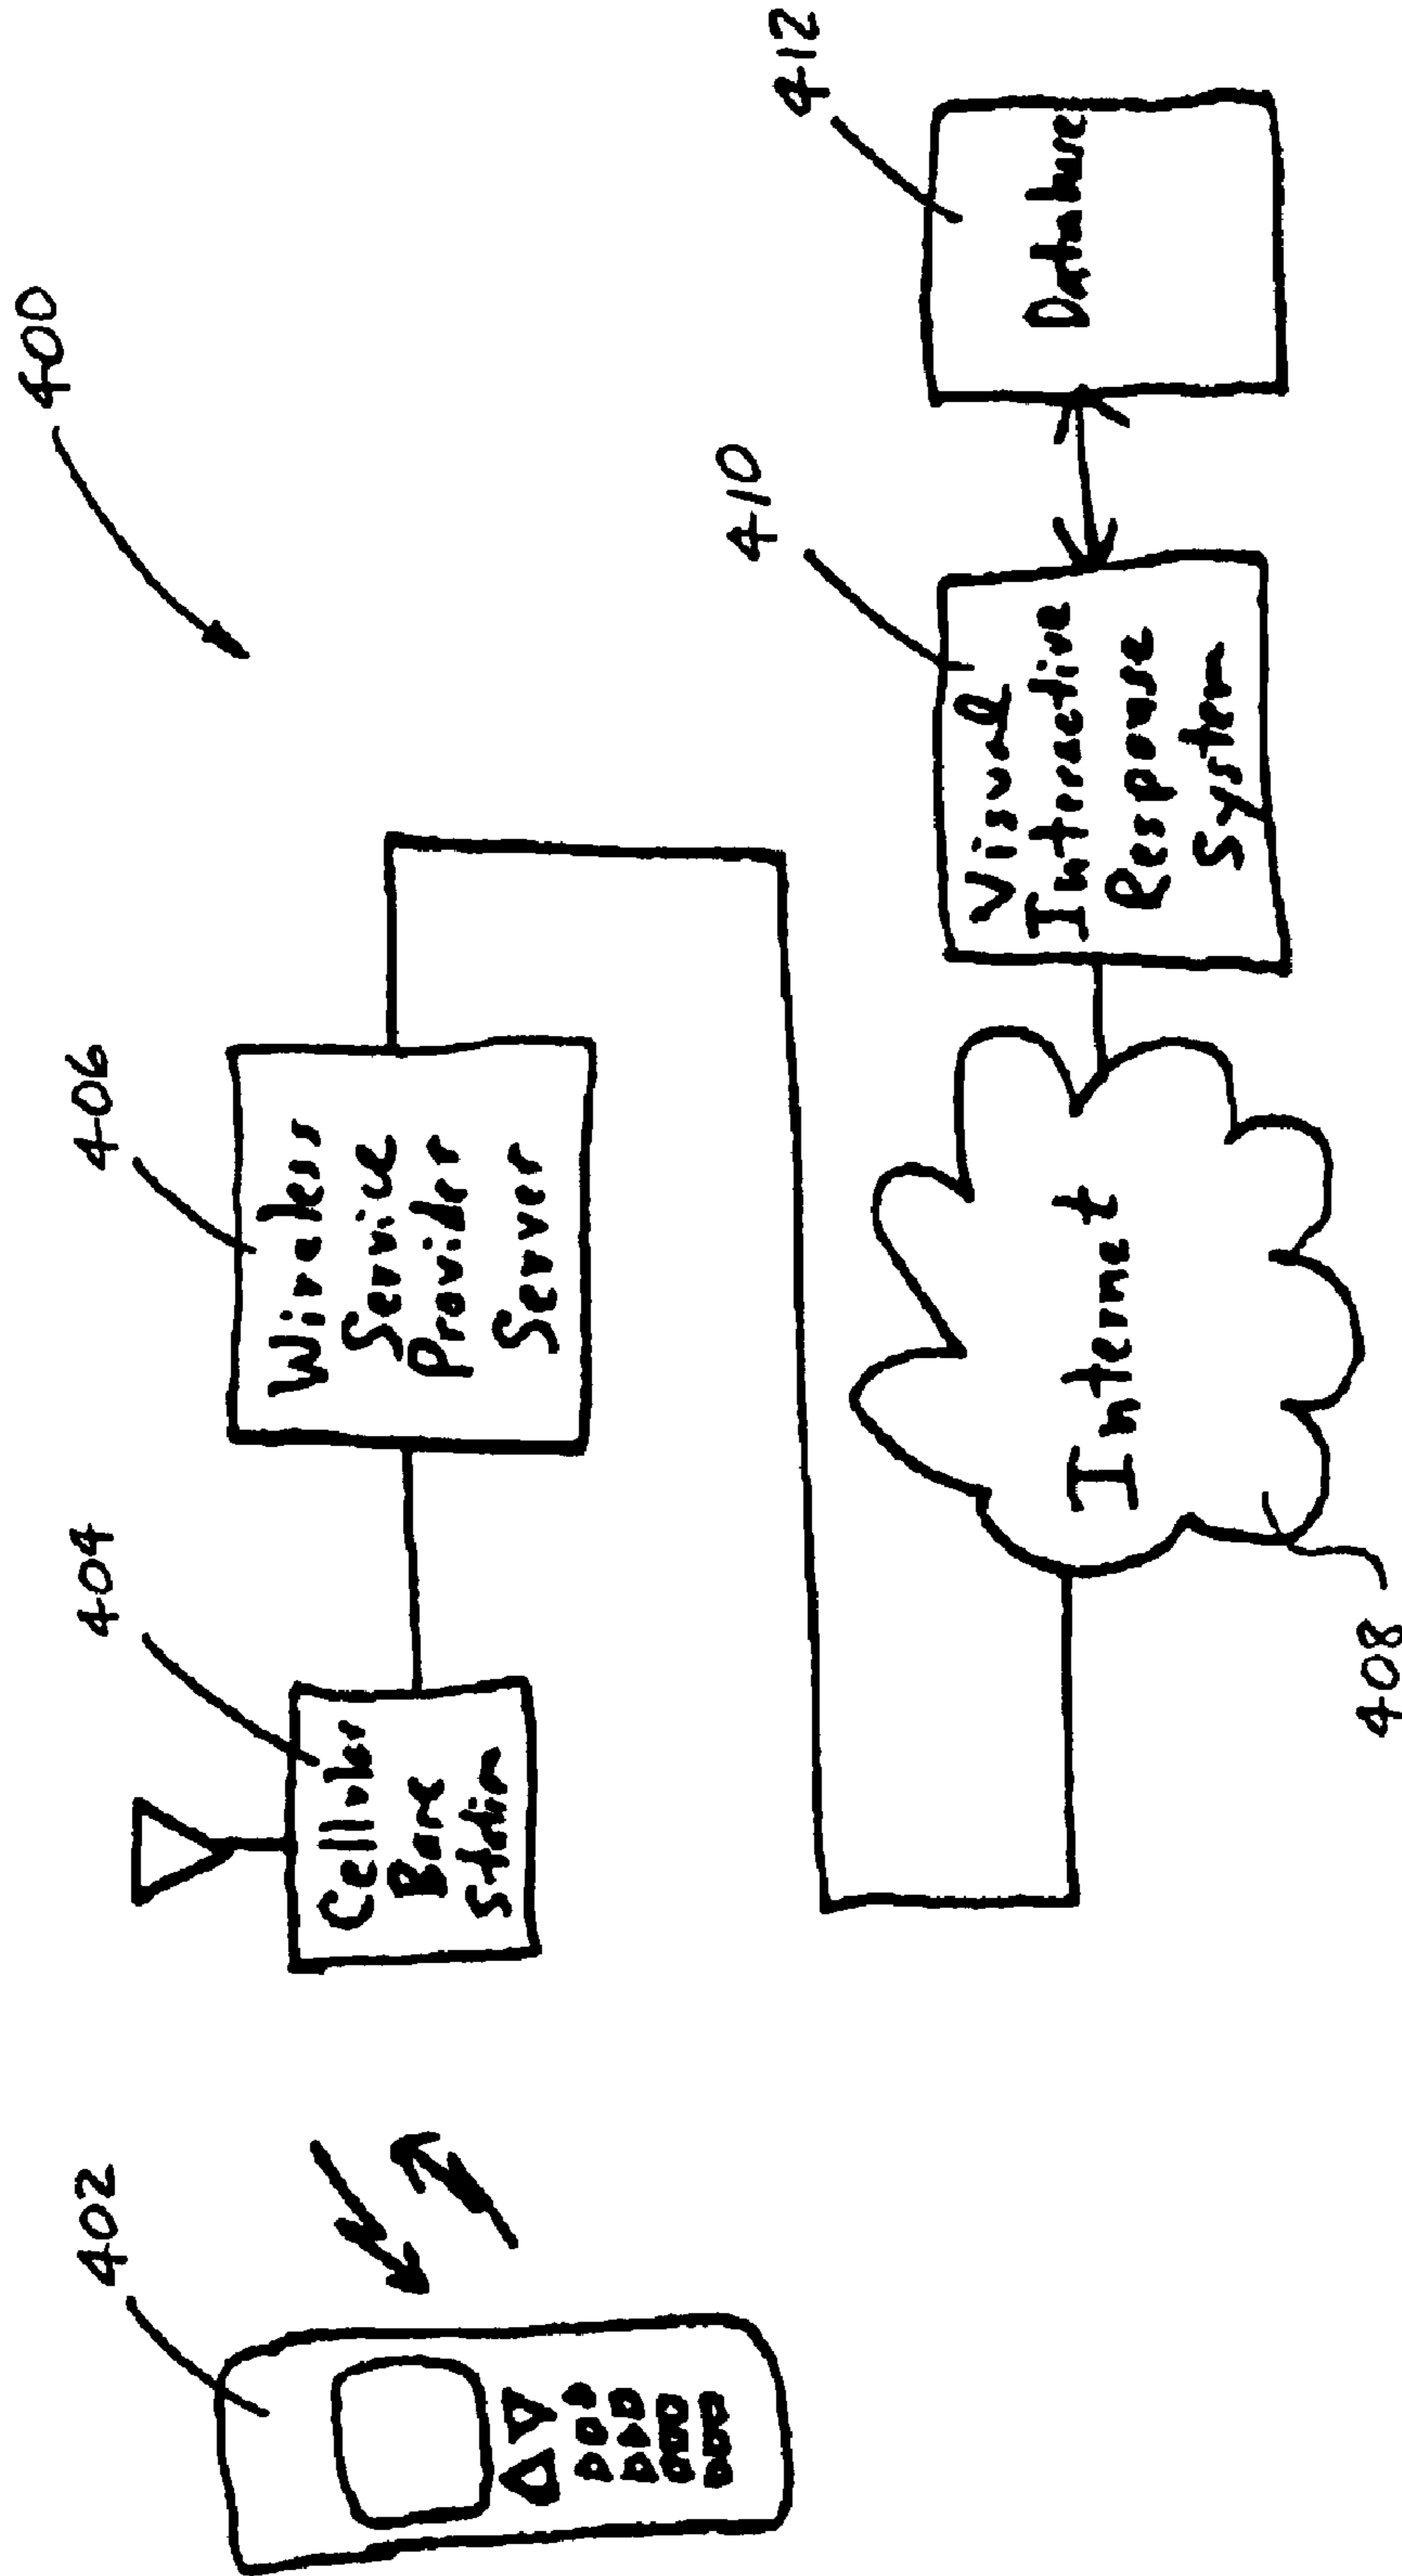 400
402
404
Cellular
Base
Station
406
Wireless
Service
Provider
Server
408
Internet
410
Visual
Interactive
Response
System
412
Database